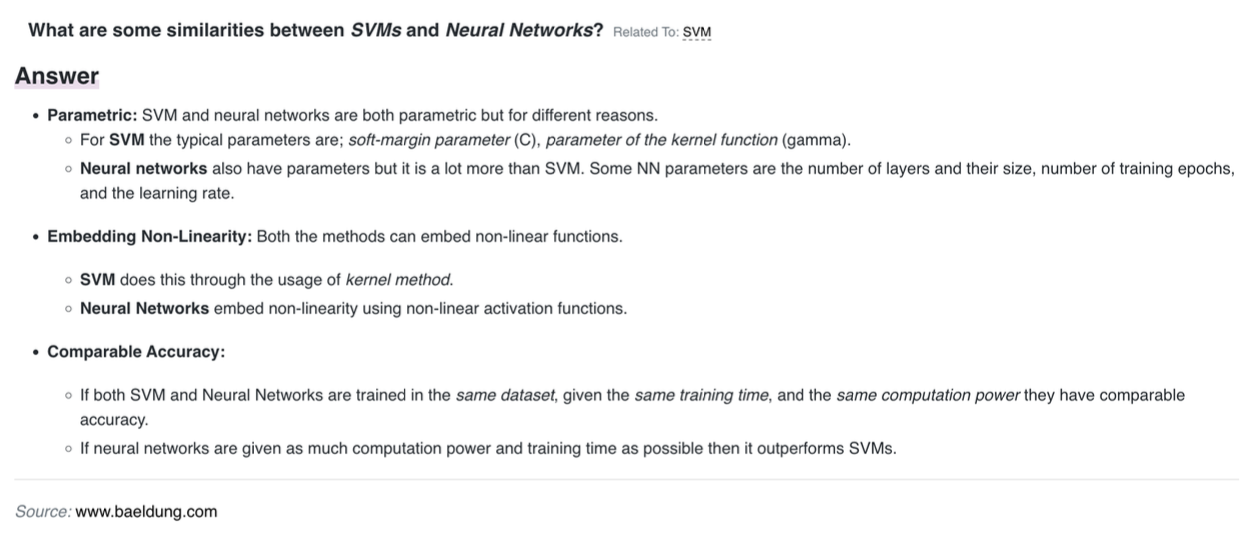 What are some similarities between SVMs and Neural Networks? Related To: SVM
Answer
• Parametric: SVM and neural networks are both parametric but for different reasons.
○ For SVM the typical parameters are; soft-margin parameter (C), parameter of the kernel function (gamma).
○ Neural networks also have parameters but it is a lot more than SVM. Some NN parameters are the number of layers and their size, number of training epochs,
and the learning rate.
• Embedding Non-Linearity: Both the methods can embed non-linear functions.
○ SVM does this through the usage of kernel method.
○ Neural Networks embed non-linearity using non-linear activation functions.
• Comparable Accuracy:
○ If both SVM and Neural Networks are trained in the same dataset, given the same training time, and the same computation power they have comparable
accuracy.
○ If neural networks are given as much computation power and training time as possible then it outperforms SVMs.
Source: www.baeldung.com